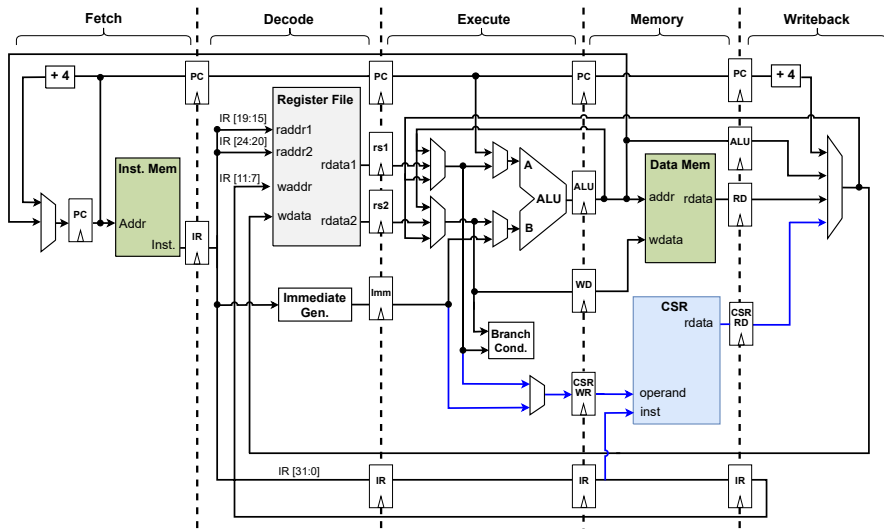 Fetch
Decode
Execute
Memory
Writeback
+ 4
PC
PC
PC
PC
+ 4
IR [19:15]
IR [24:20]
IR [11:7]
Register File
raddr1
raddr2
rdata1
waddr
wdata
rdata2
rs1
rs2
A
B
ALU
ALU
ALU
Data Mem
addr
rdata
wdata
RD
Inst. Mem
Addr
Inst.
PC
IR
Immediate
Gen.
Imm
WD
Branch
Cond.
CSR
WR
CSR
rdata
operand
inst
CSR
RD
IR [31:0]
IR
IR
IR